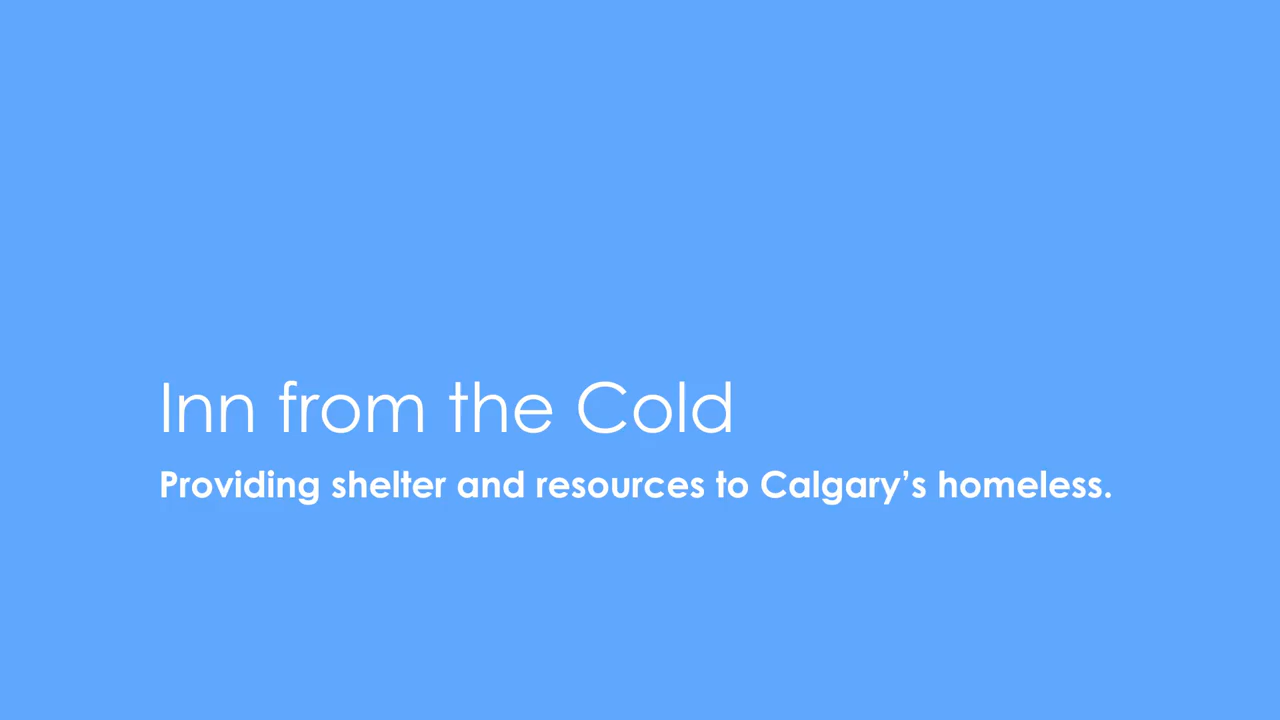 Inn from the Cold
Providing shelter and resources to Calgary’s homeless.